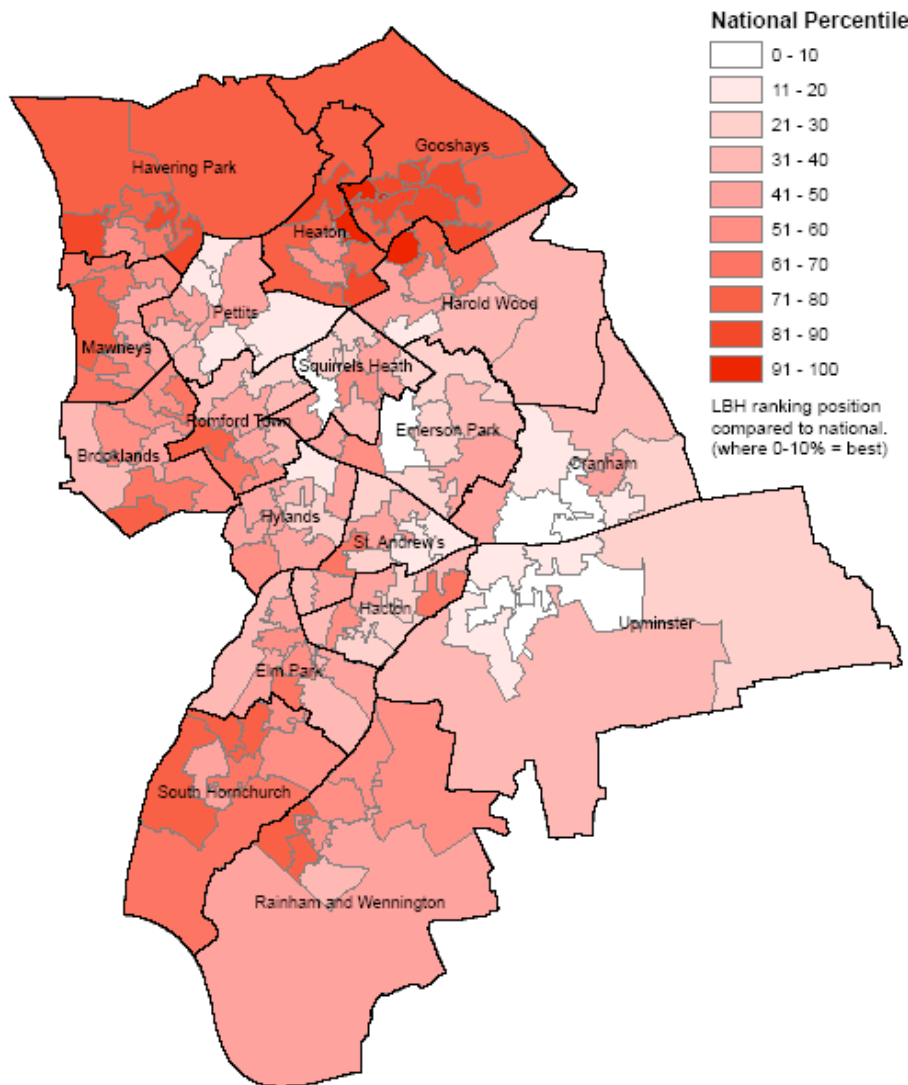 National Percentile
0 - 10
11 - 20
21 - 30
31 - 40
41 - 50
51 - 60
61 - 70
71 - 80
81 - 90
91 - 100
LBH ranking position
compared to national.
(where 0-10% = best)
Gooshays
Havering Park
Heaton
Harold Wood
Pettits
Mawneys
Squirrels Heath
Romford Town
Emerson Park
Brooklands
Cranham
Hylands
St. Andrew's
Hacton
Upminster
Elm Park
South Hornchurch
Rainham and Wennington